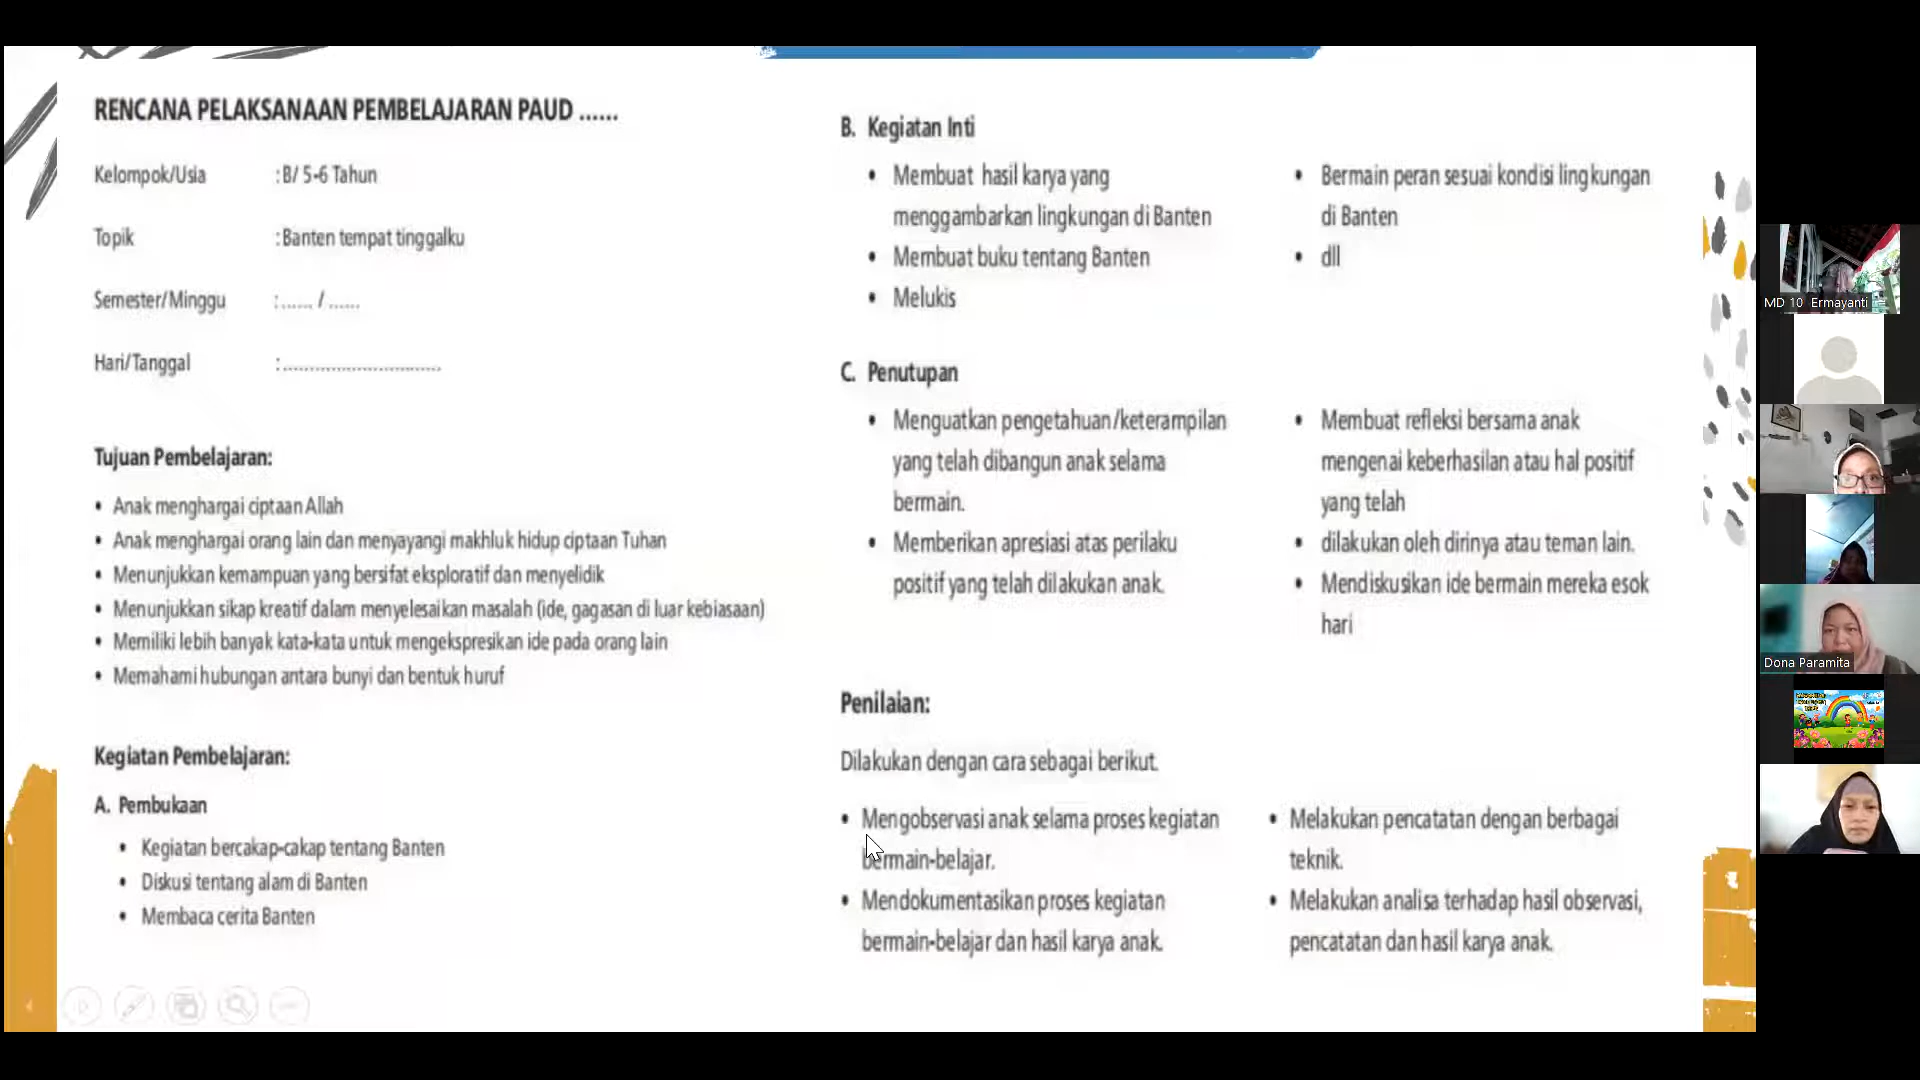 RENCANA PELAKSANAAN PEMBELAJARAN PAUD ......
Kelompok/Usia : B/ 5-6 Tahun
Topik : Banten tempat tinggalku
Semester/Minggu : ...... / ......
Hari/Tanggal : .............................
Tujuan Pembelajaran:
• Anak menghargai ciptaan Allah
• Anak menghargai orang lain dan menyayangi makhluk hidup ciptaan Tuhan
• Menunjukkan kemampuan yang bersifat eksploratif dan menyelidik
• Menunjukkan sikap kreatif dalam menyelesaikan masalah (ide, gagasan di luar kebiasaan)
• Memiliki lebih banyak kata-kata untuk mengekspresikan ide pada orang lain
• Memahami hubungan antara bunyi dan bentuk huruf
Kegiatan Pembelajaran:
A. Pembukaan
• Kegiatan bercakap-cakap tentang Banten
• Diskusi tentang alam di Banten
• Membaca cerita Banten
B. Kegiatan Inti
• Membuat hasil karya yang
menggambarkan lingkungan di Banten
• Membuat buku tentang Banten
• Melukis
• Bermain peran sesuai kondisi lingkungan
di Banten
• dll
C. Penutupan
• Menguatkan pengetahuan/keterampilan
yang telah dibangun anak selama
bermain.
• Memberikan apresiasi atas perilaku
positif yang telah dilakukan anak.
• Membuat refleksi bersama anak
mengenai keberhasilan atau hal positif
yang telah
• dilakukan oleh dirinya atau teman lain.
• Mendiskusikan ide bermain mereka esok
hari
Penilaian:
Dilakukan dengan cara sebagai berikut.
• Mengobservasi anak selama proses kegiatan
bermain-belajar.
• Mendokumentasikan proses kegiatan
bermain-belajar dan hasil karya anak.
• Melakukan pencatatan dengan berbagai
teknik.
• Melakukan analisa terhadap hasil observasi,
pencatatan dan hasil karya anak.
4
MD 10 Ermayanti
Dona Paramita